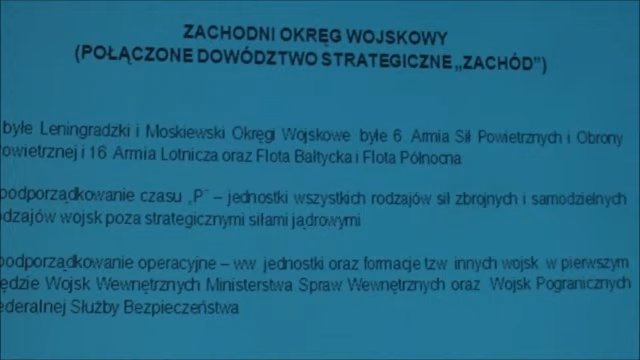 ZACHODNI OKRĘG WOJSKOWY
(POŁĄCZONE DOWÓDZTWO STRATEGICZNE „ZACHÓD")
byłe Leningradzki i Moskiewski Okręgi Wojskowe byłe 6 Armia Sił Powietrznych i Obrony
owietrznej i 16 Armia Lotnicza oraz Flota Bałtycka i Flota Północna
podporządkowanie czasu „P" – jednostki wszystkich rodzajów sił zbrojnych i samodzielnych
odzajów wojsk poza strategicznymi siłami jądrowymi
podporządkowanie operacyjne – ww jednostki oraz formacje tzw innych wojsk w pierwszym
ędzie Wojsk Wewnętrznych Ministerstwa Spraw Wewnętrznych oraz Wojsk Pogranicznych
ederalnej Służby Bezpieczeństwa